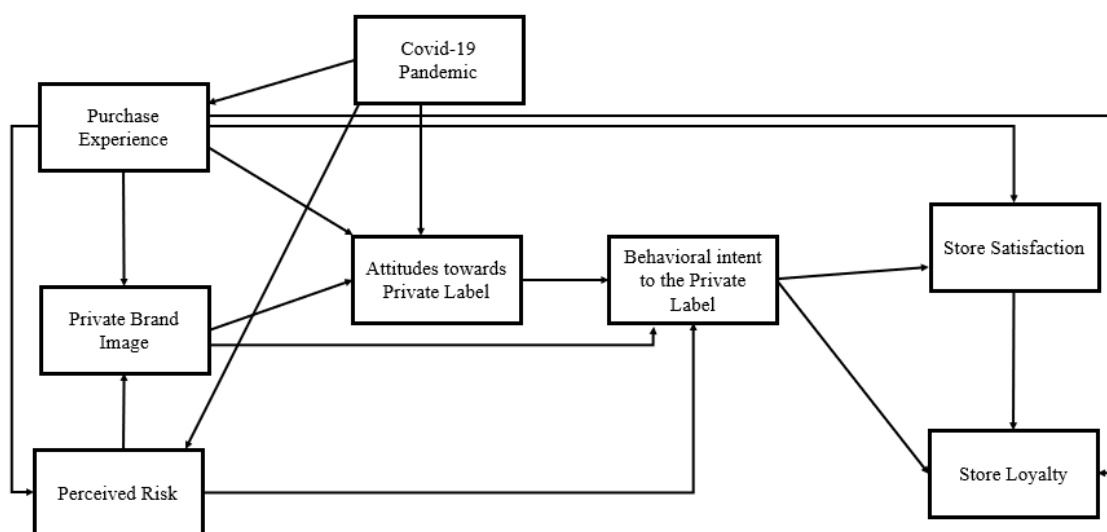 Covid-19
Pandemic
Purchase
Experience
Attitudes towards
Private Label
Behavioral intent
to the Private
Label
Store Satisfaction
Private Brand
Image
Perceived Risk
Store Loyalty